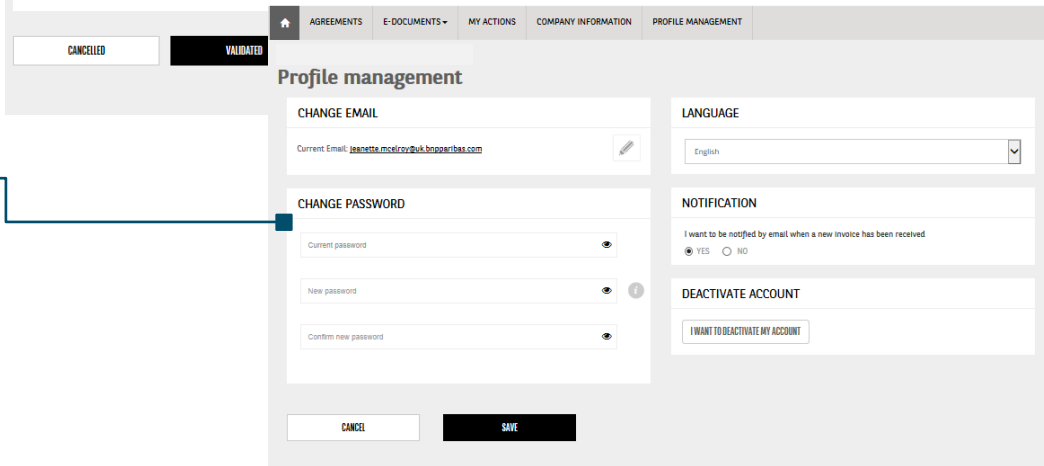 CANCELLED
VALIDATED
AGREEMENTS
E-DOCUMENTS
MY ACTIONS
COMPANY INFORMATION
PROFILE MANAGEMENT
Profile management
CHANGE EMAIL
Current Email: jeanette.mcelroy@uk.bnpparibas.com
CHANGE PASSWORD
Current password
New password
i
Confirm new password
CANCEL
SAVE
LANGUAGE
English
NOTIFICATION
I want to be notified by email when a new invoice has been received
YES NO
DEACTIVATE ACCOUNT
I WANT TO DEACTIVATE MY ACCOUNT